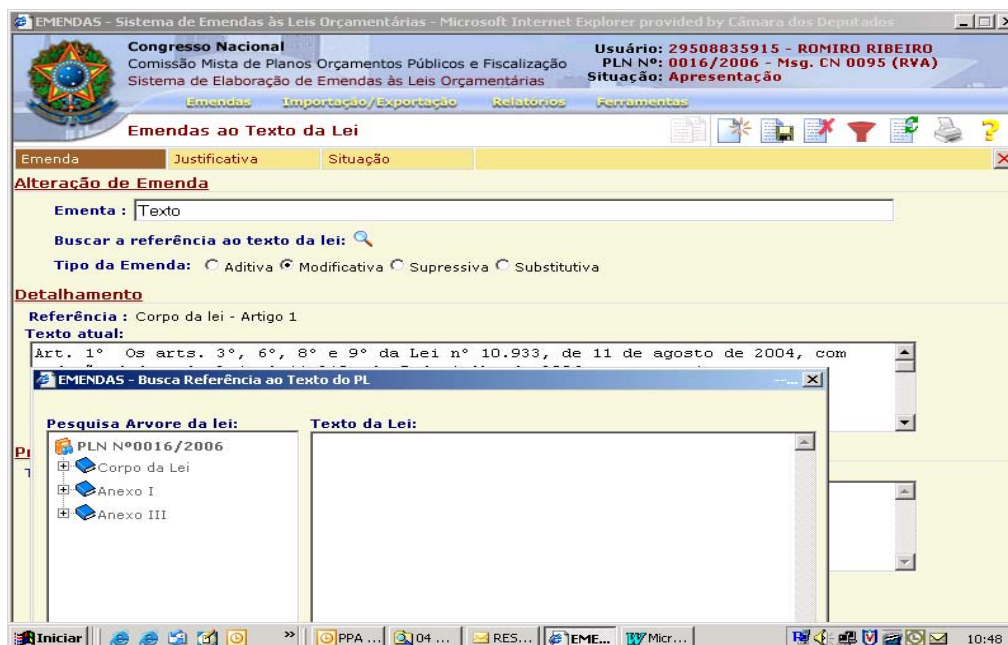 EMENDAS - Sistema de Emendas às Leis Orçamentárias - Microsoft Internet Explorer provided by Câmara dos Deputados
Congresso Nacional
Comissão Mista de Planos Orçamentos Públicos e Fiscalização
Sistema de Elaboração de Emendas às Leis Orçamentárias
Usuário: 29508835915 - ROMIRO RIBEIRO
PLN Nº: 0016/2006 - Msg. CN 0095 (RVA)
Situação: Apresentação
Emendas Importação/Exportação Relatórios Ferramentas
Emendas ao Texto da Lei
Emenda Justificativa Situação
Alteração de Emenda
Ementa : Texto
Buscar a referência ao texto da lei:
Tipo da Emenda: Aditiva Modificativa Supressiva Substitutiva
Detalhamento
Referência : Corpo da lei - Artigo 1
Texto atual:
Art. 1º Os arts. 3º, 6º, 8º e 9º da Lei nº 10.933, de 11 de agosto de 2004, com
EMENDAS - Busca Referência ao Texto do PL
Pesquisa Arvore da lei: Texto da Lei:
PLN Nº0016/2006
Corpo da Lei
Anexo I
Anexo III
Iniciar » PPA ... 04 ... RES... EME... Micr... 10:48